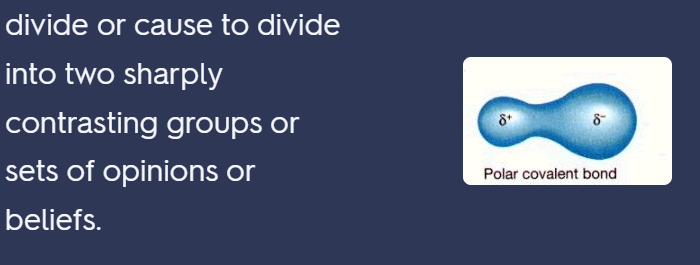 divide or cause to divide
into two sharply
contrasting groups or
sets of opinions or
beliefs.
δ+ δ-
Polar covalent bond